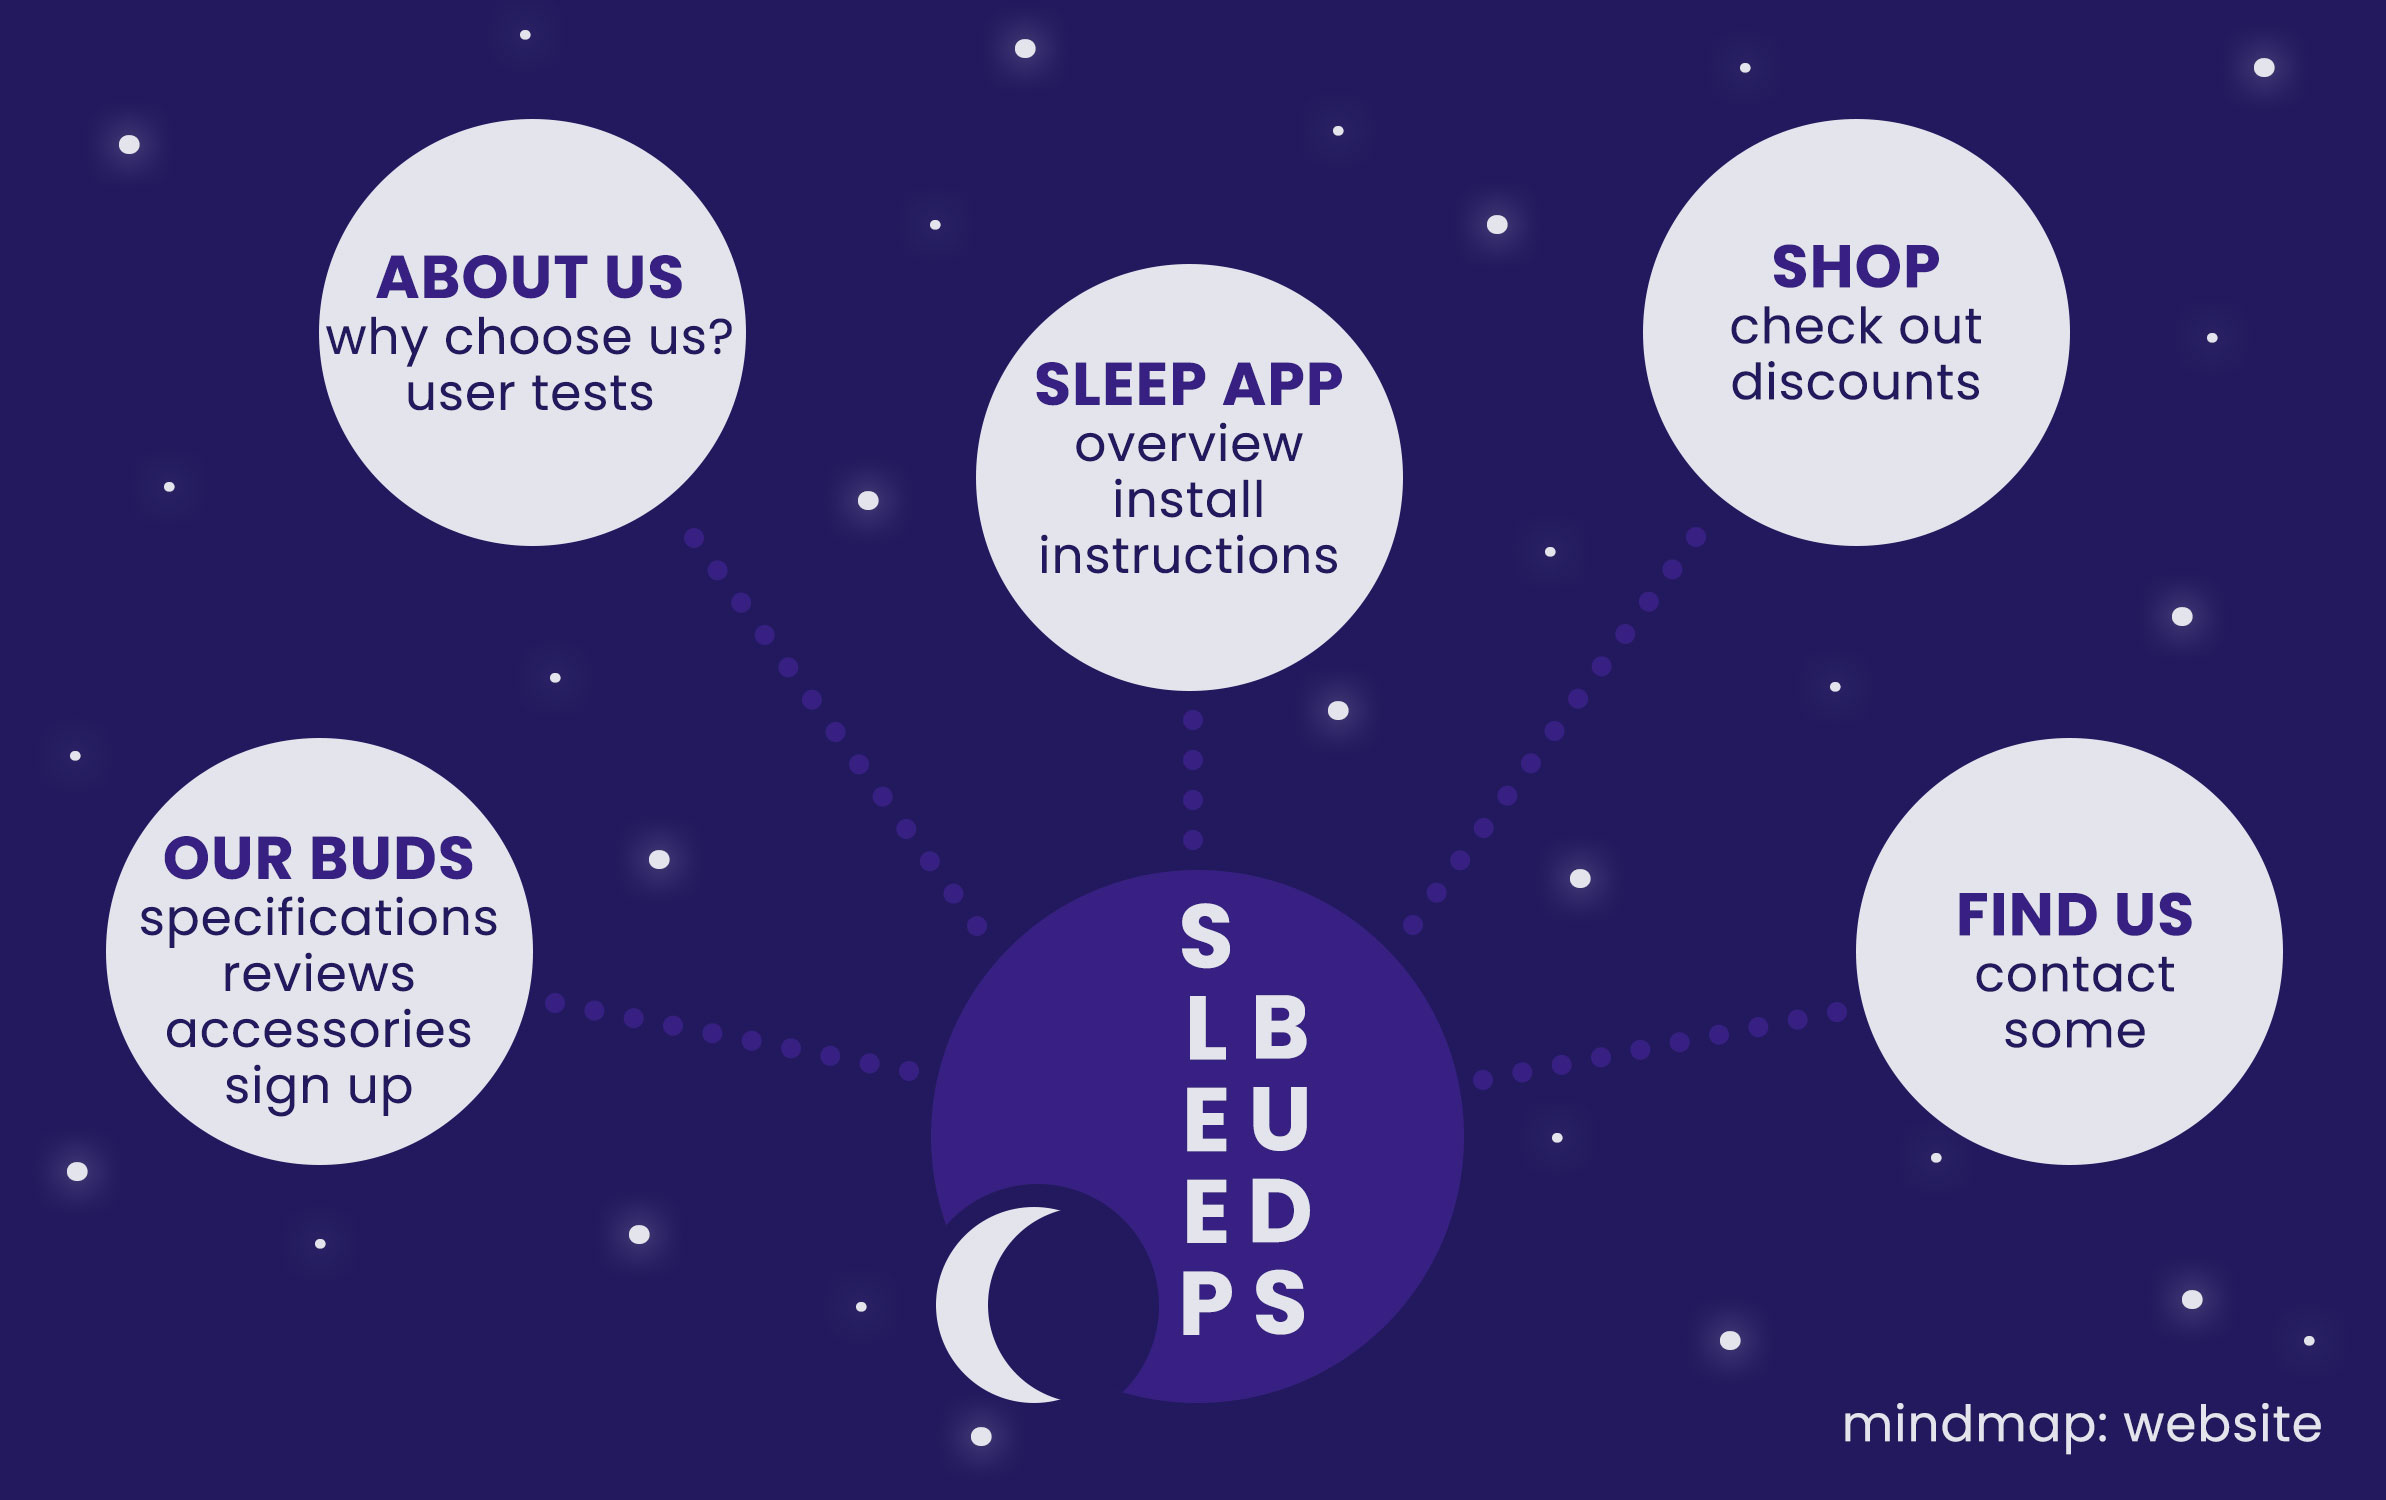 ABOUT US
why choose us?
user tests
SLEEP APP
overview
install
instructions
SHOP
check out
discounts
OUR BUDS
specifications
reviews
accessories
sign up
FIND US
contact
some
SLEEP
BUDS
mindmap: website